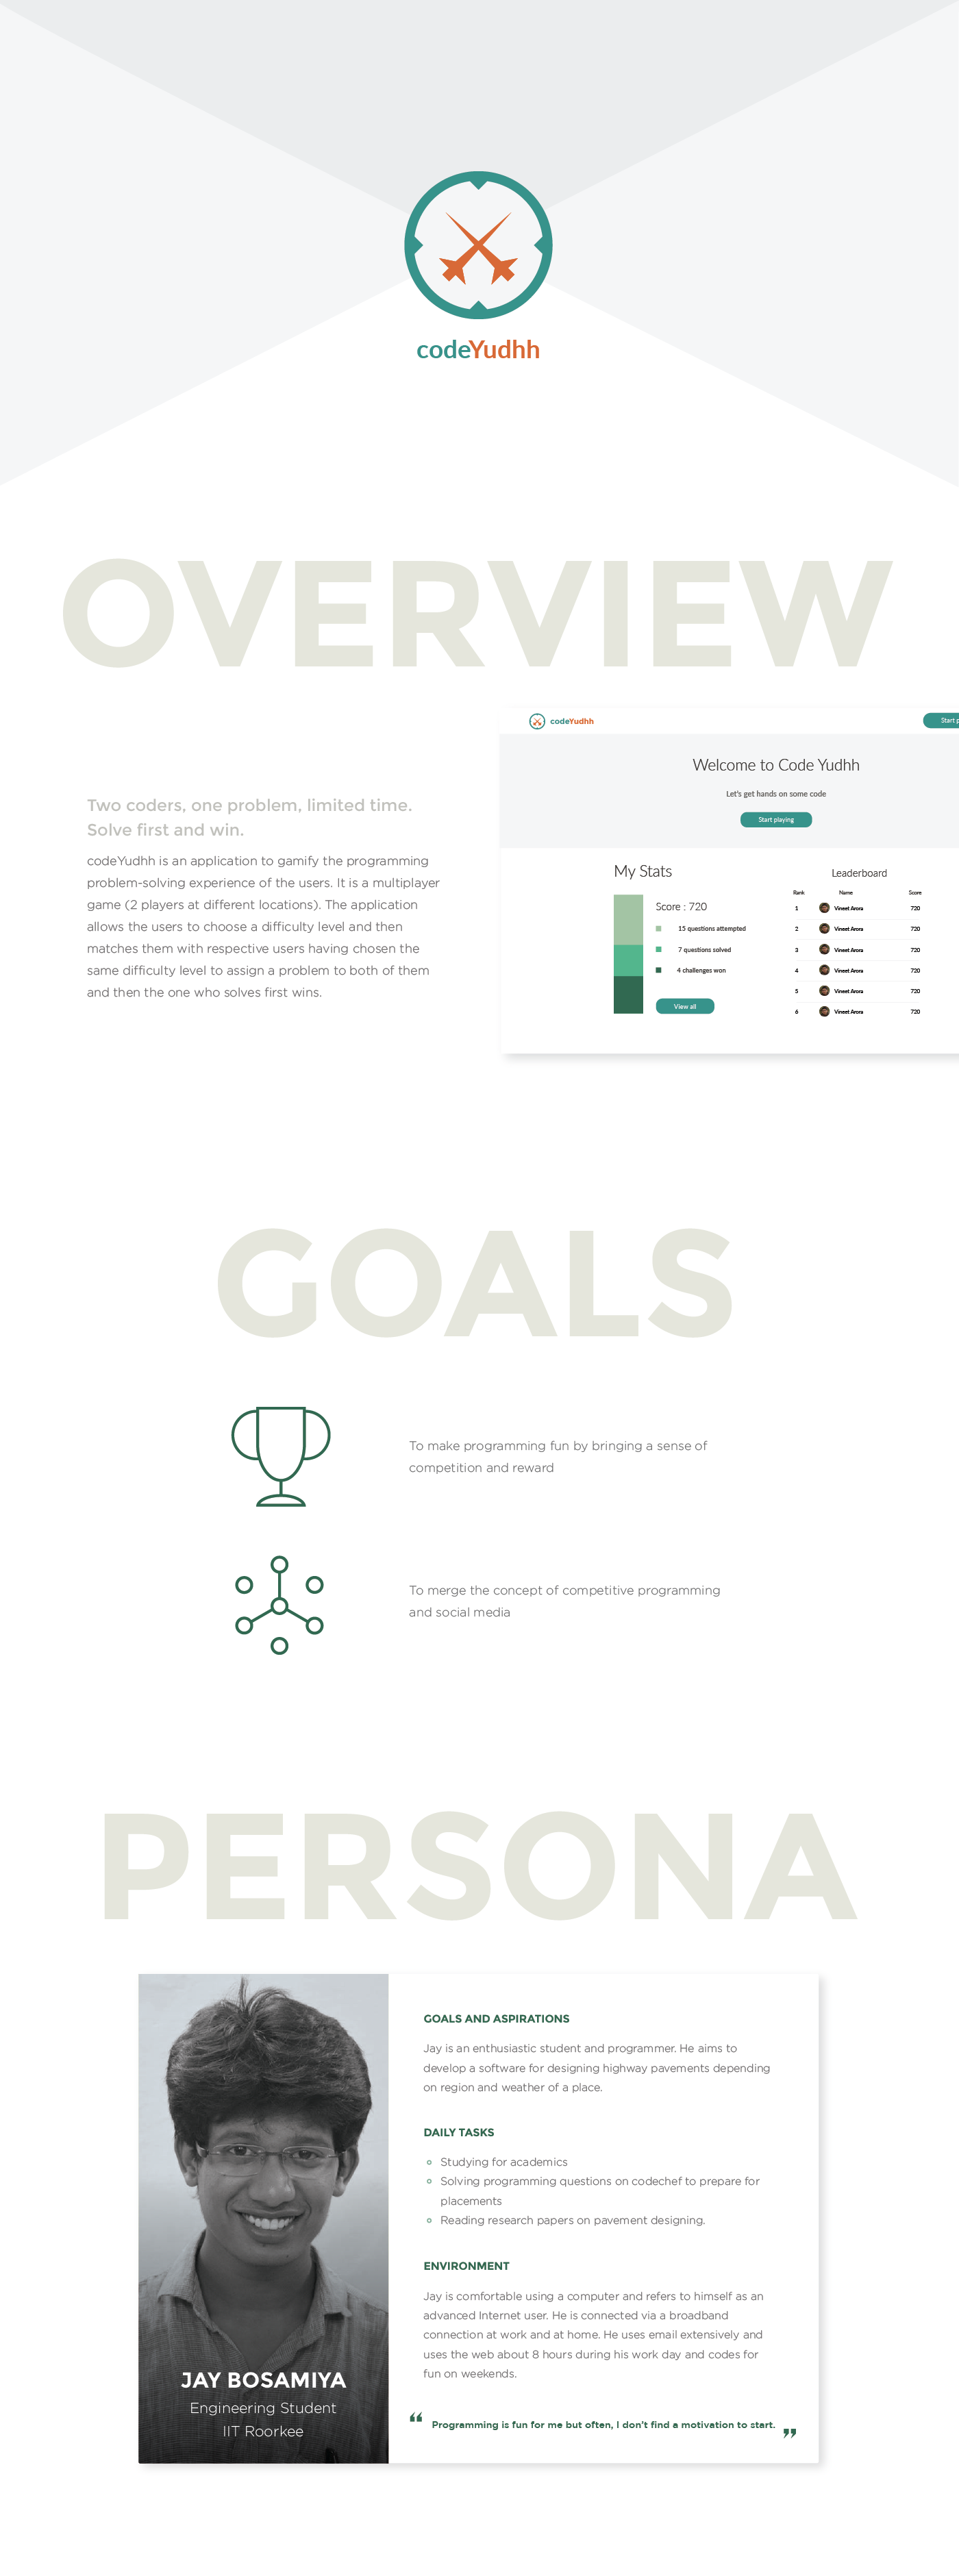 codeYudhh
OVERVIEW
Two coders, one problem, limited time.
Solve first and win.
codeYudhh is an application to gamify the programming
problem-solving experience of the users. It is a multiplayer
game (2 players at different locations). The application
allows the users to choose a difficulty level and then
matches them with respective users having chosen the
same difficulty level to assign a problem to both of them
and then the one who solves first wins.
codeYudhh
Start p
Welcome to Code Yudhh
Let's get hands on some code
Start playing
My Stats
Score : 720
15 questions attempted
7 questions solved
4 challenges won
View all
Leaderboard
Rank Name Score
1 Vineet Arora 720
2 Vineet Arora 720
3 Vineet Arora 720
4 Vineet Arora 720
5 Vineet Arora 720
6 Vineet Arora 720
GOALS
To make programming fun by bringing a sense of
competition and reward
To merge the concept of competitive programming
and social media
PERSONA
JAY BOSAMIYA
Engineering Student
IIT Roorkee
GOALS AND ASPIRATIONS
Jay is an enthusiastic student and programmer. He aims to
develop a software for designing highway pavements depending
on region and weather of a place.
DAILY TASKS
Studying for academics
Solving programming questions on codechef to prepare for
placements
Reading research papers on pavement designing.
ENVIRONMENT
Jay is comfortable using a computer and refers to himself as an
advanced Internet user. He is connected via a broadband
connection at work and at home. He uses email extensively and
uses the web about 8 hours during his work day and codes for
fun on weekends.
“ Programming is fun for me but often, I don't find a motivation to start. ”